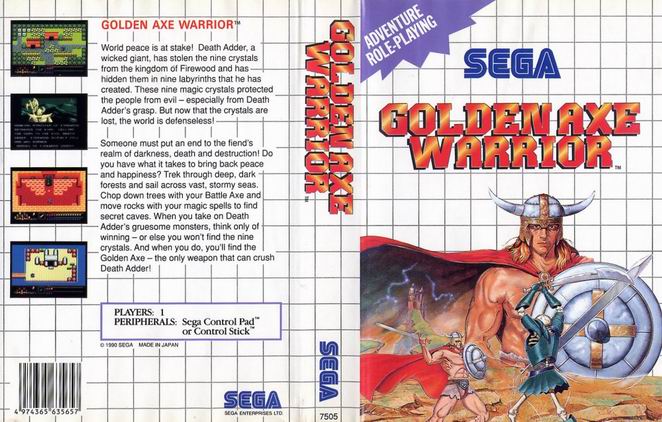 GOLDEN AXE WARRIOR™
World peace is at stake! Death Adder, a
wicked giant, has stolen the nine crystals
from the kingdom of Firewood and has
hidden them in nine labyrinths that he has
created. These nine magic crystals protected
the people from evil – especially from Death
Adder's grasp. But now that the crystals are
lost, the world is defenseless!
Someone must put an end to the fiend's
realm of darkness, death and destruction! Do
you have what it takes to bring back peace
and happiness? Trek through deep, dark
forests and sail across vast, stormy seas.
Chop down trees with your Battle Axe and
move rocks with your magic spells to find
secret caves. When you take on Death
Adder's gruesome monsters, think only of
winning – or else you won't find the nine
crystals. And when you do, you'll find the
Golden Axe – the only weapon that can crush
Death Adder!
PLAYERS: 1
PERIPHERALS: Sega Control Pad™
or Control Stick™
© 1990 SEGA MADE IN JAPAN
4 974365 635657
SEGA
SEGA ENTERPRISES LTD.
GOLDEN AXE
WARRIOR™
SEGA
7505
ADVENTURE
ROLE-PLAYING
SEGA
GOLDEN AXE
WARRIOR™